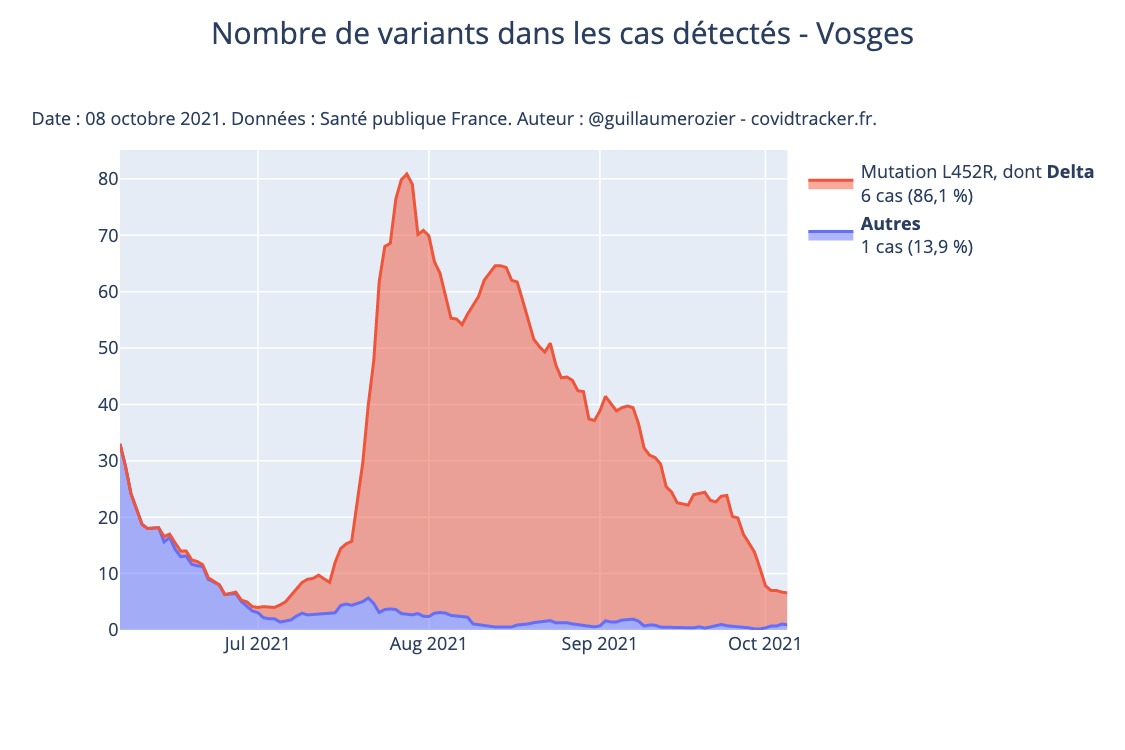 Nombre de variants dans les cas détectés - Vosges
Date : 08 octobre 2021. Données : Santé publique France. Auteur : @guillaumerozier - covidtracker.fr.
Mutation L452R, dont Delta
6 cas (86,1 %)
Autres
1 cas (13,9 %)
80
70
60
50
40
30
20
10
0
Jul 2021
Aug 2021
Sep 2021
Oct 2021